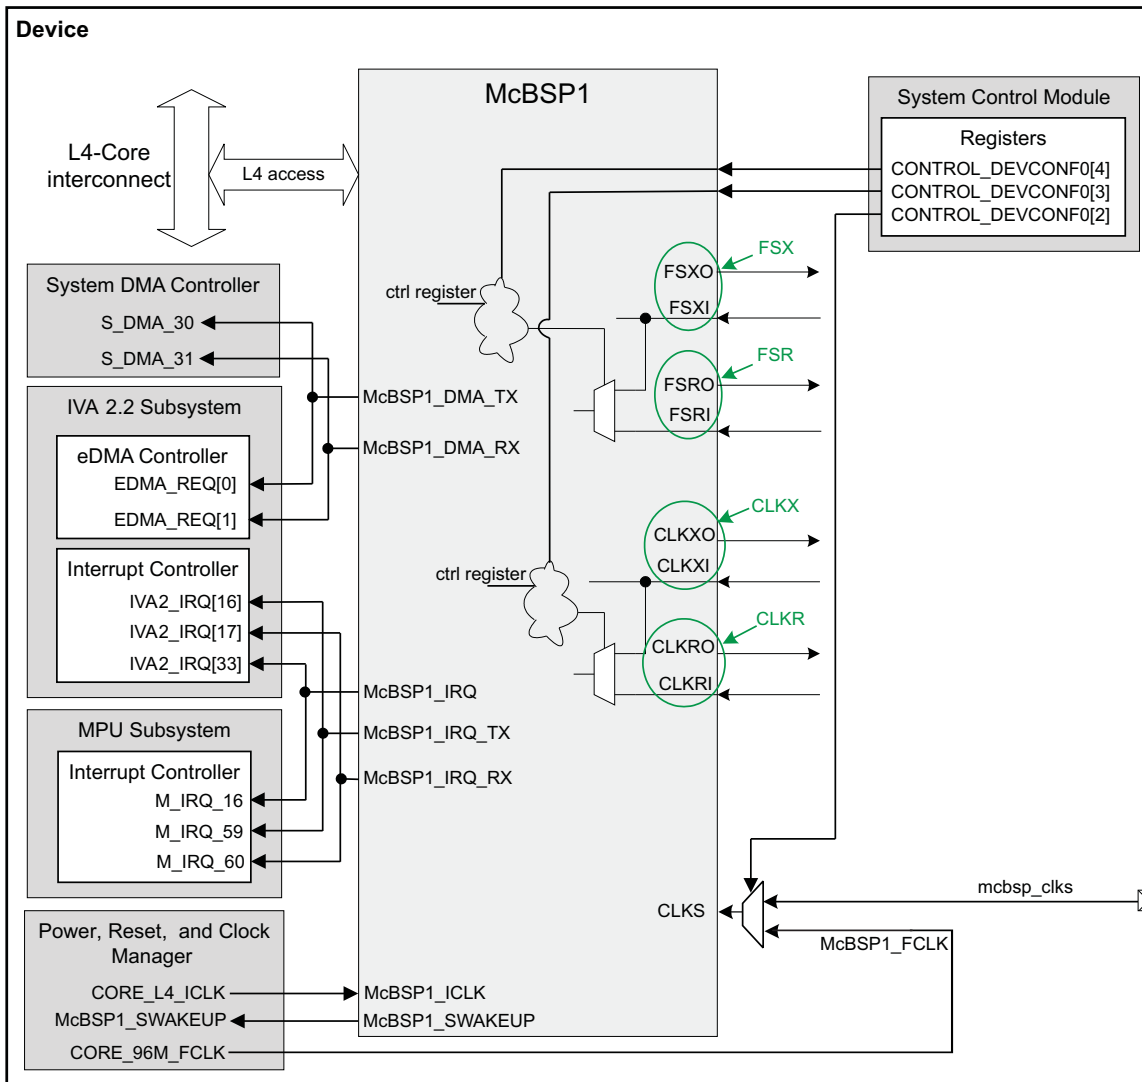 Device
McBSP1
System Control Module
Registers
CONTROL_DEVCONF0[4]
CONTROL_DEVCONF0[3]
CONTROL_DEVCONF0[2]
L4-Core
interconnect
L4 access
System DMA Controller
S_DMA_30
S_DMA_31
IVA 2.2 Subsystem
eDMA Controller
EDMA_REQ[0]
EDMA_REQ[1]
Interrupt Controller
IVA2_IRQ[16]
IVA2_IRQ[17]
IVA2_IRQ[33]
MPU Subsystem
Interrupt Controller
M_IRQ_16
M_IRQ_59
M_IRQ_60
Power, Reset, and Clock
Manager
CORE_L4_ICLK
McBSP1_SWAKEUP
CORE_96M_FCLK
McBSP1_DMA_TX
McBSP1_DMA_RX
McBSP1_IRQ
McBSP1_IRQ_TX
McBSP1_IRQ_RX
McBSP1_ICLK
McBSP1_SWAKEUP
ctrl register
ctrl register
FSX
FSXO
FSXI
FSR
FSRO
FSRI
CLKX
CLKXO
CLKXI
CLKR
CLKRO
CLKRI
CLKS
mcbsp_clks
McBSP1_FCLK